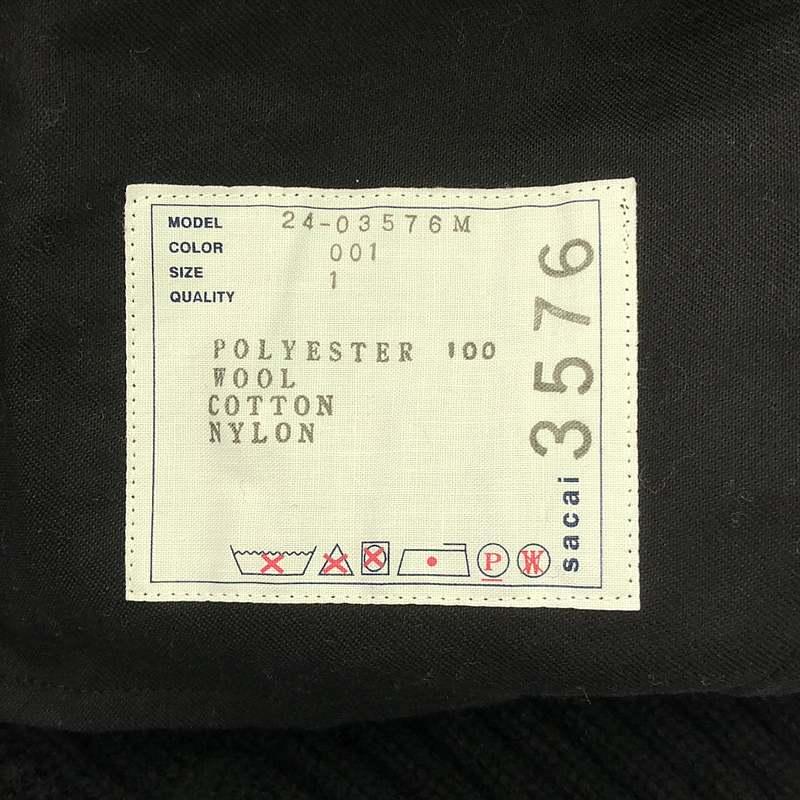 MODEL 24-03576M
COLOR 001
SIZE 1
QUALITY
POLYESTER 100
WOOL
COTTON
NYLON
P W
sacai 3576